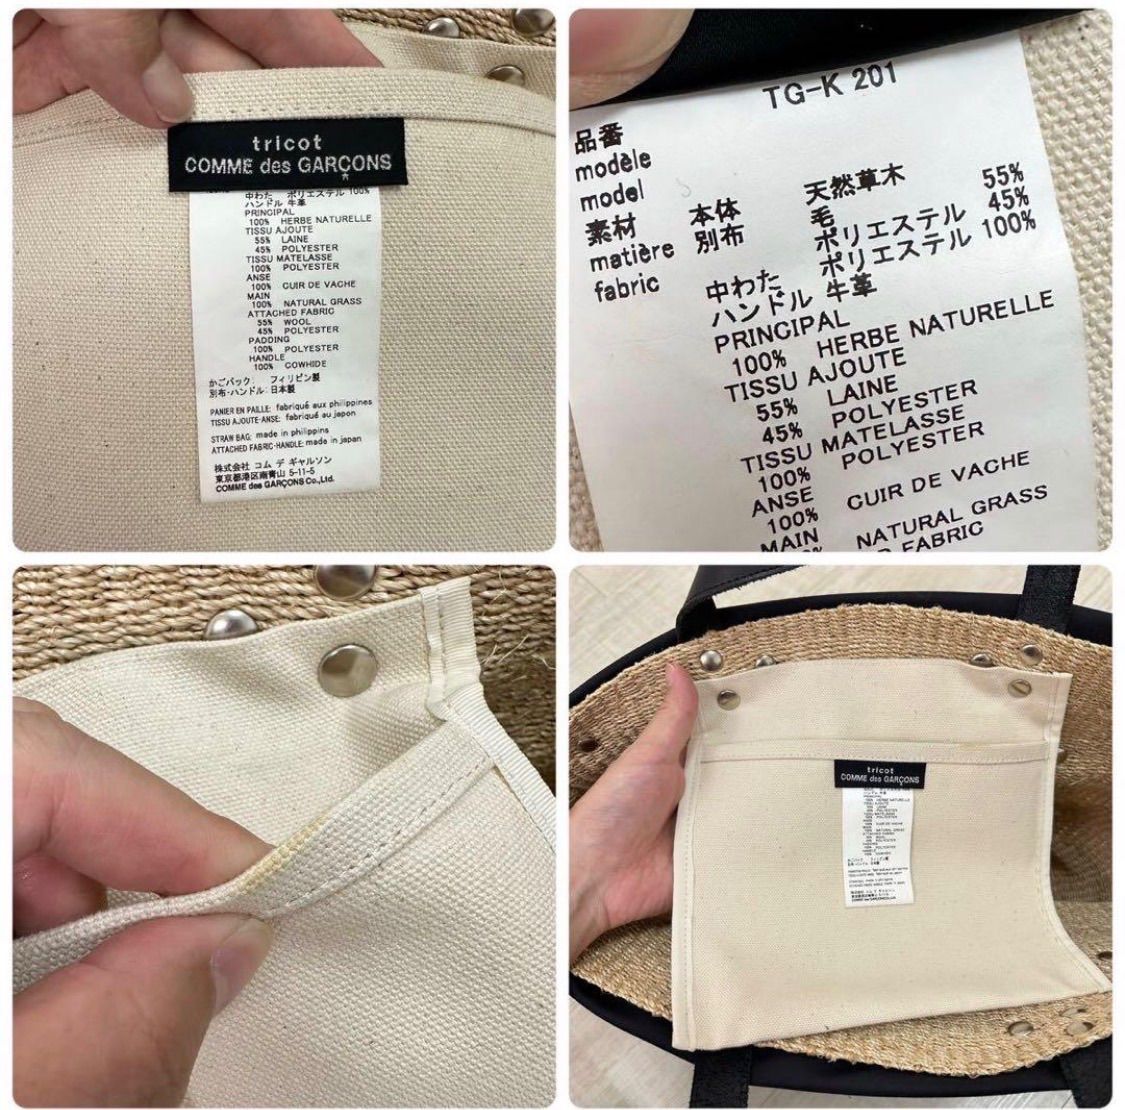 tricot
COMME des GARÇONS
中わた ポリエステル 100%
ハンドル 牛革
PRINCIPAL
100% HERBE NATURELLE
TISSU AJOUTE
55% LAINE
45% POLYESTER
TISSU MATELASSE
100% POLYESTER
ANSE
100% CUIR DE VACHE
MAIN
100% NATURAL GRASS
ATTACHED FABRIC
55% WOOL
45% POLYESTER
PADDING
100% POLYESTER
HANDLE
100% COWHIDE
かごバック: フィリピン製
別布・ハンドル: 日本製
PANIER EN PAILLE: fabriqué aux philippines
TISSU AJOUTE-ANSE: fabriqué au japon
STRAW BAG: made in philippins
ATTACHED FABRIC-HANDLE: made in japan
株式会社 コム デ ギャルソン
東京都港区南青山 5-11-5
COMME des GARÇONS Co.,Ltd.
TG-K 201
品番
modèle
model
素材 本体 天然草木
matière 別布 毛 55%
fabric ポリエステル 45%
中わた ポリエステル 100%
ハンドル 牛革
PRINCIPAL
100% HERBE NATURELLE
TISSU AJOUTE
55% LAINE
45% POLYESTER
TISSU MATELASSE
100% POLYESTER
ANSE
100% CUIR DE VACHE
MAIN
NATURAL GRASS
FABRIC
tricot
COMME des GARÇONS